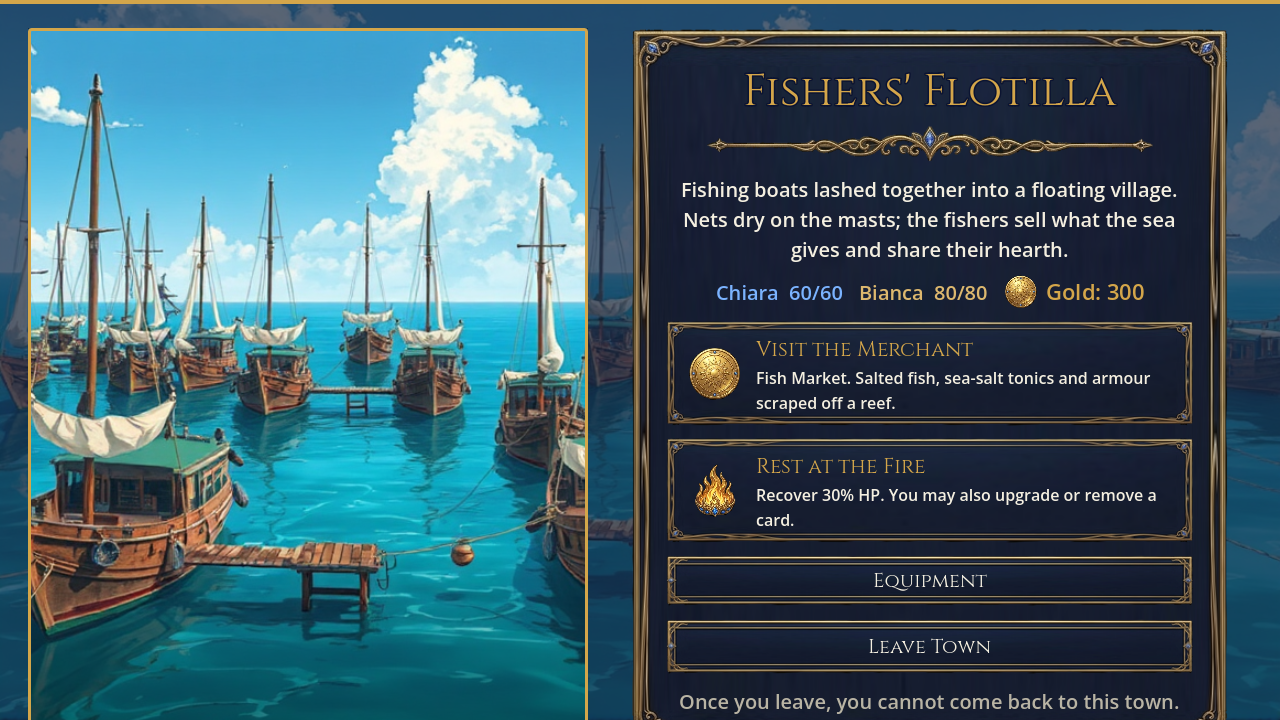 Fishers' Flotilla
Fishing boats lashed together into a floating village.
Nets dry on the masts; the fishers sell what the sea
gives and share their hearth.
Chiara 60/60 Bianca 80/80 Gold: 300
Visit the Merchant
Fish Market. Salted fish, sea-salt tonics and armour
scraped off a reef.
Rest at the Fire
Recover 30% HP. You may also upgrade or remove a
card.
Equipment
Leave Town
Once you leave, you cannot come back to this town.